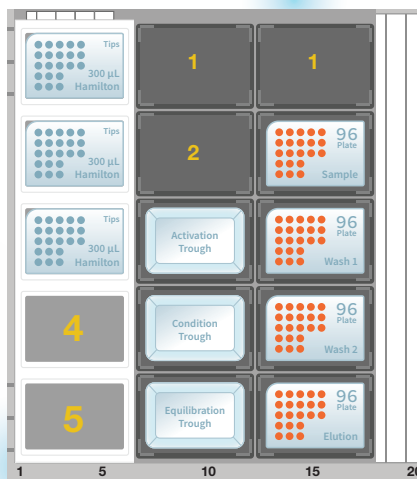 Tips
300 µL
Hamilton
1
1
Tips
300 µL
Hamilton
2
96
Plate
Sample
Tips
300 µL
Hamilton
Activation
Trough
96
Plate
Wash 1
4
Condition
Trough
96
Plate
Wash 2
5
Equilibration
Trough
96
Plate
Elution
1 5 10 15 20